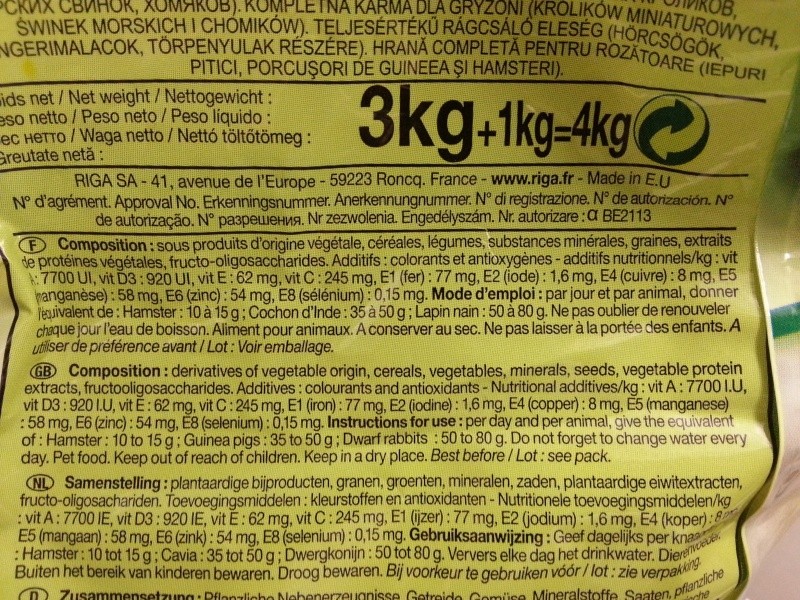 СКИХ СВИНОК, ХОМЯКОВ). KOMPLETNA KARMA DLA GRYZONI (KRÓLIKÓW MINIATUROWYCH,
ŚWINEK MORSKICH I CHOMIKÓW). TELJESÉRTÉKŰ RÁGCSÁLÓ ELESÉG (HÖRCSÖGÖK,
NGERIMALACOK, TÖRPENYULAK RÉSZÉRE). HRANĂ COMPLETĂ PENTRU ROZĂTOARE (IEPURI
PITICI, PORCUŞORI DE GUINEEA ŞI HAMSTERI).
ids net / Net weight / Nettogewicht :
eso netto / Peso neto / Peso líquido :
ес нетто / Waga netto / Nettó töltőtömeg :
Greutate netă :
3kg+1kg=4kg
RIGA SA - 41, avenue de l'Europe - 59223 Roncq. France - www.riga.fr - Made in E.U
N° d'agrément. Approval No. Erkenningsnummer. Anerkennungnummer. N° di registrazione. N° de autorización. N°
de autorização. N° разрешения. Nr zezwolenia. Engedélyszám. Nr. autorizare : α BE2113
F Composition : sous produits d'origine végétale, céréales, légumes, substances minérales, graines, extraits
de protéines végétales, fructo-oligosaccharides. Additifs : colorants et antioxygènes - additifs nutritionnels/kg : vit
A : 7700 UI, vit D3 : 920 UI, vit E : 62 mg, vit C : 245 mg, E1 (fer) : 77 mg, E2 (iode) : 1,6 mg, E4 (cuivre) : 8 mg, E5
manganèse) : 58 mg, E6 (zinc) : 54 mg, E8 (sélénium) : 0,15 mg. Mode d'emploi : par jour et par animal, donner
l'équivalent de : Hamster : 10 à 15 g ; Cochon d'Inde : 35 à 50 g ; Lapin nain : 50 à 80 g. Ne pas oublier de renouveler
chaque jour l'eau de boisson. Aliment pour animaux. A conserver au sec. Ne pas laisser à la portée des enfants. A
utiliser de préférence avant / Lot : Voir emballage.
GB Composition : derivatives of vegetable origin, cereals, vegetables, minerals, seeds, vegetable protein
extracts, fructooligosaccharides. Additives : colourants and antioxidants - Nutritional additives/kg : vit A : 7700 I.U,
vit D3 : 920 I.U, vit E : 62 mg, vit C : 245 mg, E1 (iron) : 77 mg, E2 (iodine) : 1,6 mg, E4 (copper) : 8 mg, E5 (manganese)
: 58 mg, E6 (zinc) : 54 mg, E8 (selenium) : 0,15 mg. Instructions for use : per day and per animal, give the equivalent
of : Hamster : 10 to 15 g ; Guinea pigs : 35 to 50 g ; Dwarf rabbits : 50 to 80 g. Do not forget to change water every
day. Pet food. Keep out of reach of children. Keep in a dry place. Best before / Lot : see pack.
NL Samenstelling : plantaardige bijproducten, granen, groenten, mineralen, zaden, plantaardige eiwitextracten,
fructo-oligosachariden. Toevoegingsmiddelen : kleurstoffen en antioxidanten - Nutritionele toevoegingsmiddelen/kg
: vit A : 7700 IE, vit D3 : 920 IE, vit E : 62 mg, vit C : 245 mg, E1 (ijzer) : 77 mg, E2 (jodium) : 1,6 mg, E4 (koper) : 8
E5 (mangaan) : 58 mg, E6 (zink) : 54 mg, E8 (selenium) : 0,15 mg. Gebruiksaanwijzing : Geef dagelijks per
: Hamster : 10 tot 15 g ; Cavia : 35 tot 50 g ; Dwergkonijn : 50 tot 80 g. Ververs elke dag het drinkwater. Dierenvoeder.
Buiten het bereik van kinderen bewaren. Droog bewaren. Bij voorkeur te gebruiken vóór / lot : zie verpakking.
D Zusammensetzung : Pflanzliche Nebenerzeugnisse, Getreide, Gemüse, Mineralstoffe, Saaten, pflanzliche